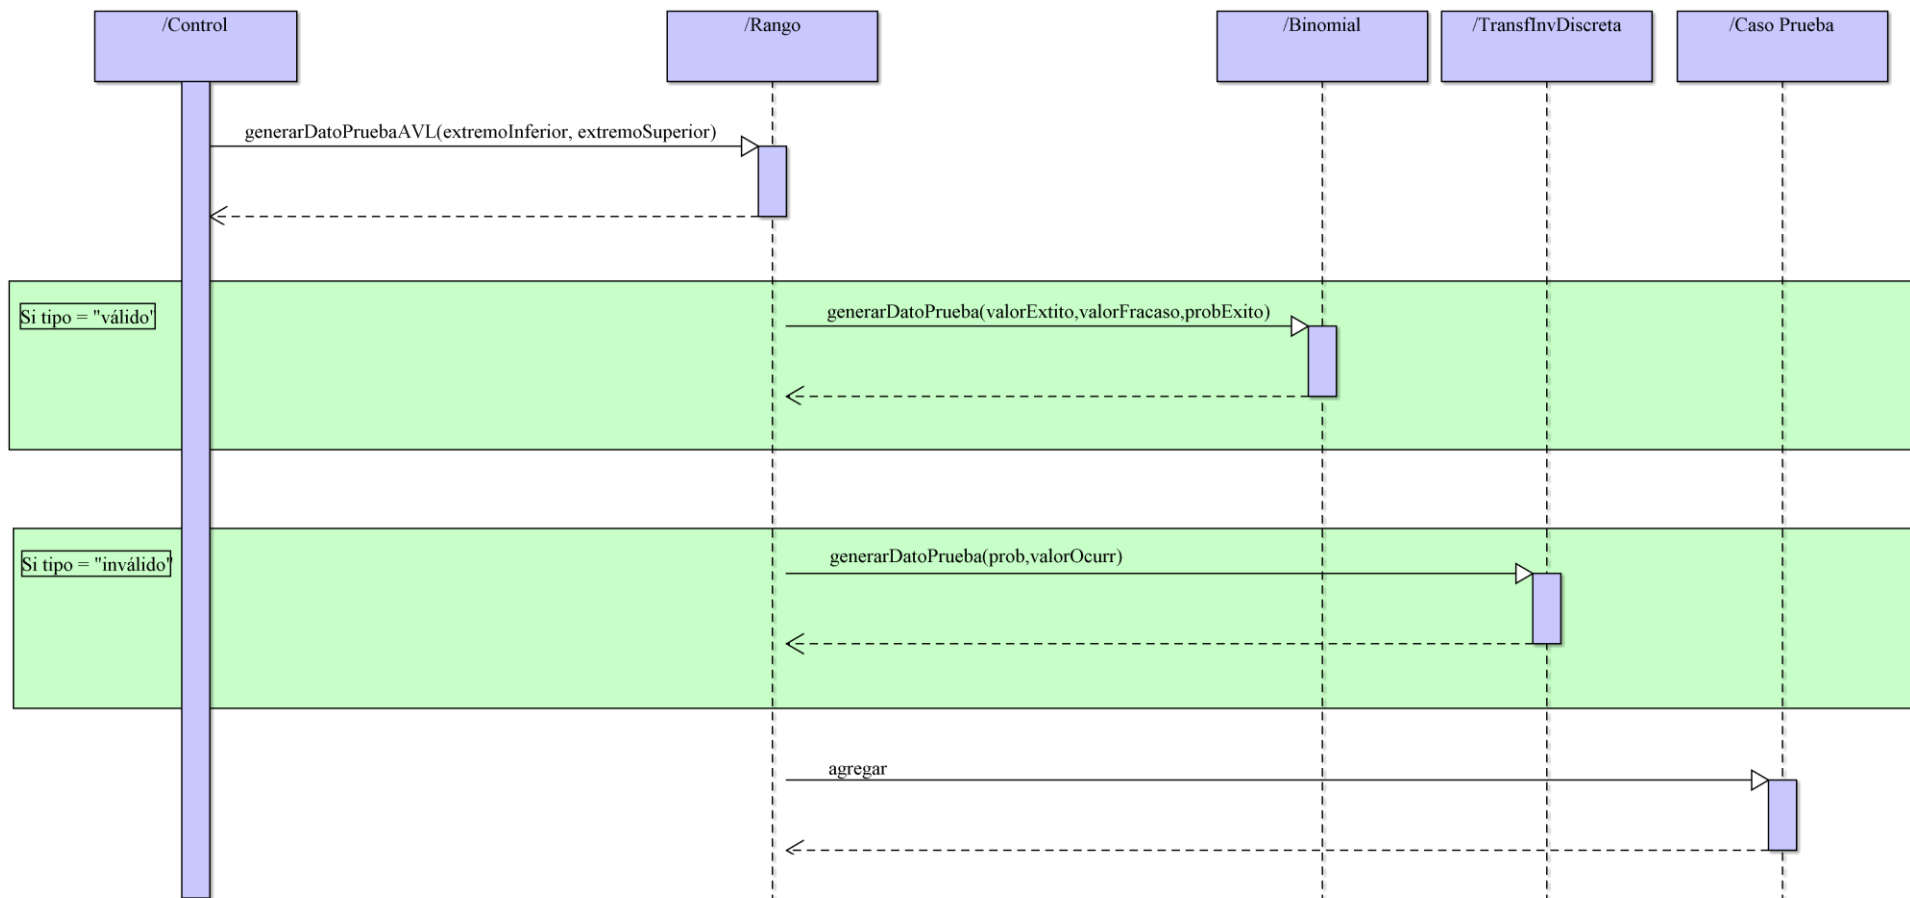 /Control
/Rango
/Binomial
/TransfInvDiscreta
/Caso Prueba
generarDatoPruebaAVL(extremoInferior, extremoSuperior)
Si tipo = "válido"
generarDatoPrueba(valorExtito,valorFracaso,probExito)
Si tipo = "inválido"
generarDatoPrueba(prob,valorOcurr)
agregar